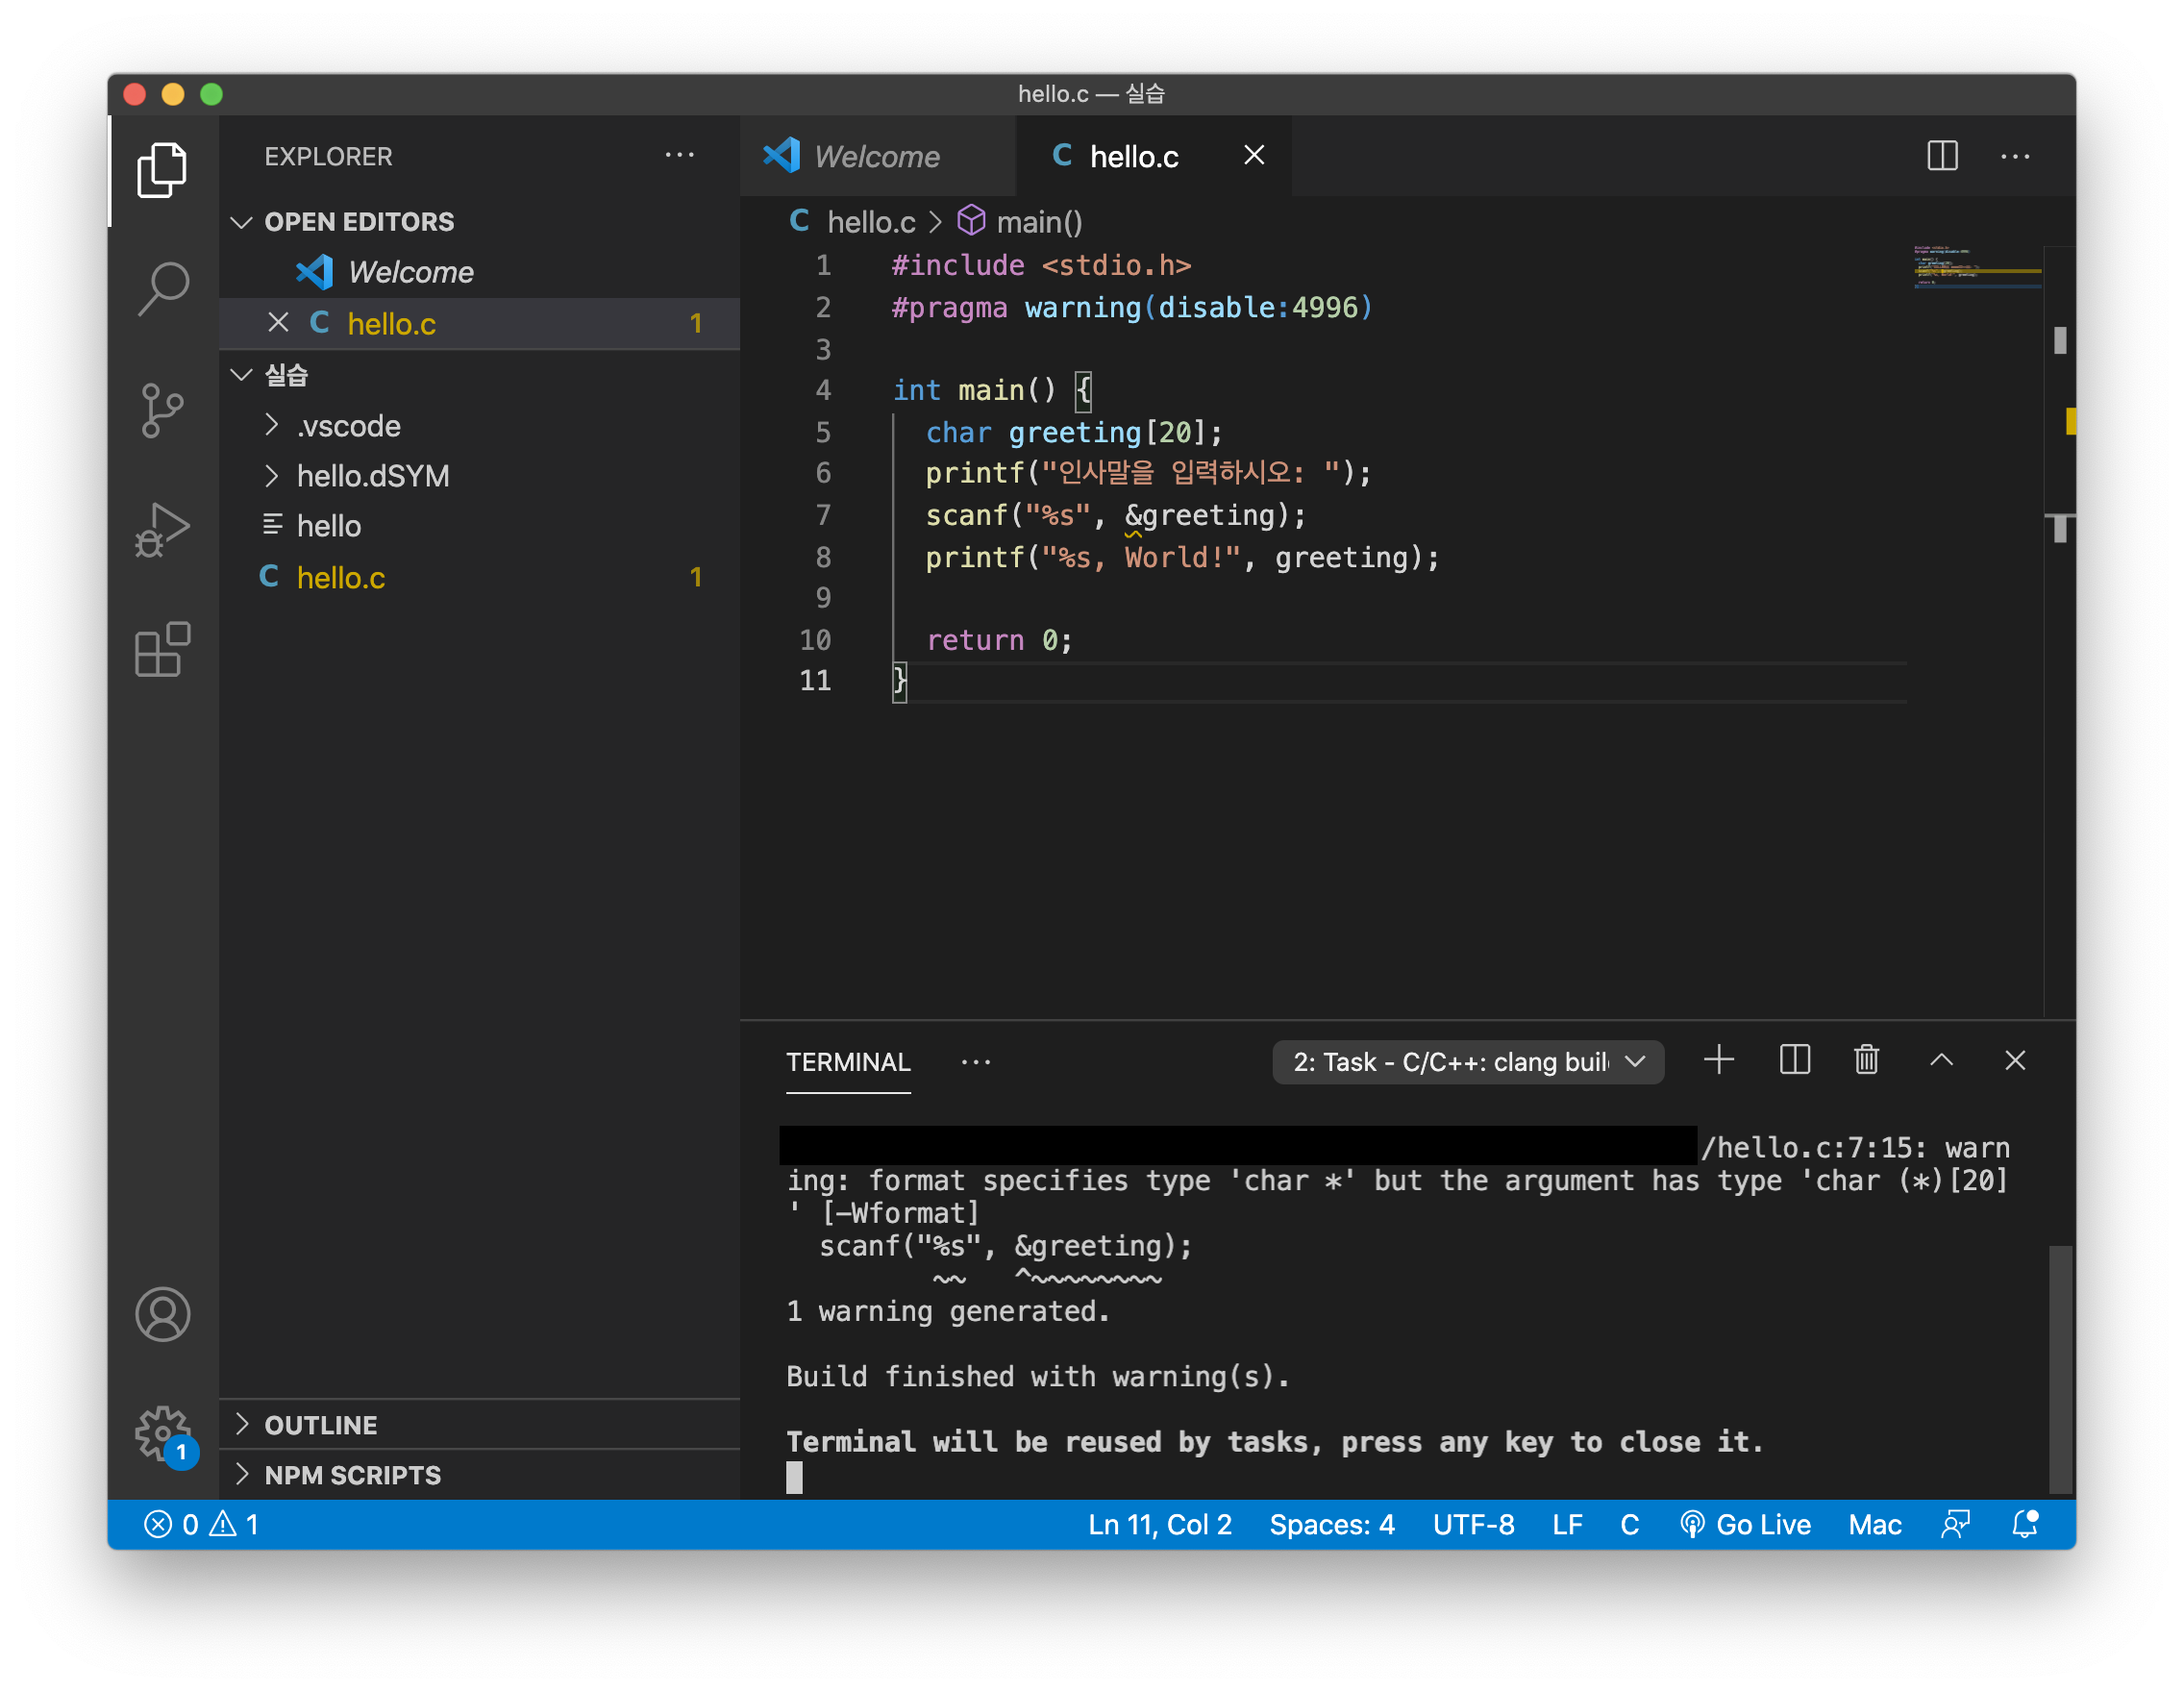 hello.c — 실습
EXPLORER
OPEN EDITORS
Welcome
hello.c 1
실습
.vscode
hello.dSYM
hello
hello.c 1
OUTLINE
NPM SCRIPTS
1
Welcome
hello.c
hello.c > main()
1 #include <stdio.h>
2 #pragma warning(disable:4996)
3
4 int main() {
5 char greeting[20];
6 printf("인사말을 입력하시오: ");
7 scanf("%s", &greeting);
8 printf("%s, World!", greeting);
9
10 return 0;
11 }
TERMINAL
2: Task - C/C++: clang buil
/hello.c:7:15: warn
ing: format specifies type 'char *' but the argument has type 'char (*)[20]
' [-Wformat]
scanf("%s", &greeting);
~~ ^~~~~~~~~
1 warning generated.
Build finished with warning(s).
Terminal will be reused by tasks, press any key to close it.
0 1 Ln 11, Col 2 Spaces: 4 UTF-8 LF C Go Live Mac